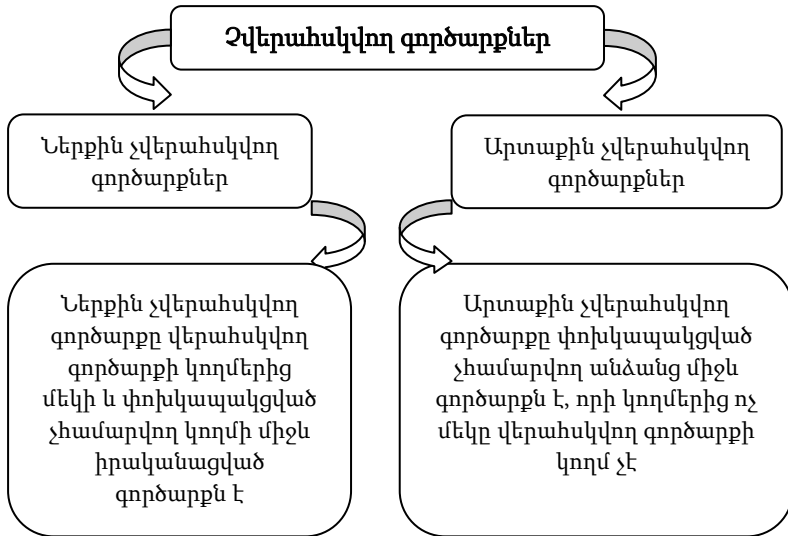 Չվերահսկվող գործարքներ
Ներքին չվերահսկվող
գործարքներ
Արտաքին չվերահսկվող
գործարքներ
Ներքին չվերահսկվող
գործարքը վերահսկվող
գործարքի կողմերից
մեկի և փոխկապակցված
չհամարվող կողմի միջև
իրականացված
գործարքն է
Արտաքին չվերահսկվող
գործարքը փոխկապակցված
չհամարվող անձանց միջև
գործարքն է, որի կողմերից ոչ
մեկը վերահսկվող գործարքի
կողմ չէ